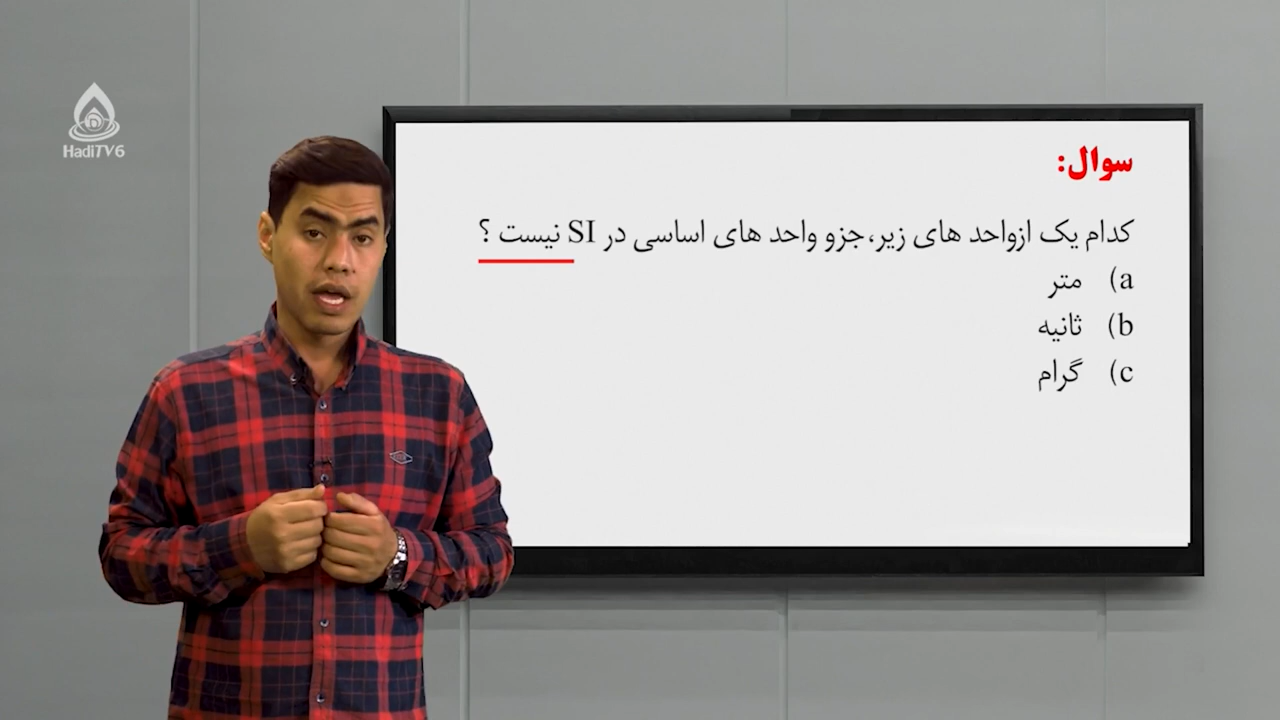 HadiTV6
سوال:
کدام یک ازواحد های زیر،جزو واحد های اساسی در SI نیست ؟
a) متر
b) ثانیه
c) گرام